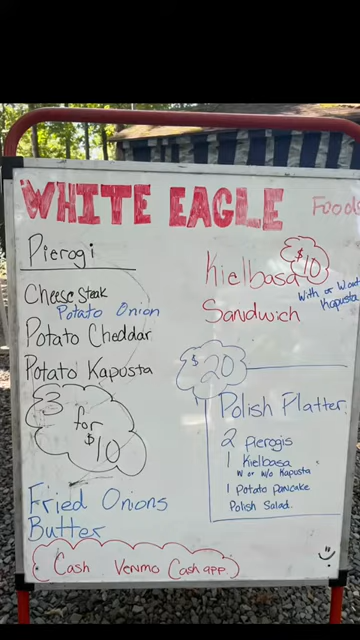 WHITE EAGLE Foods
Pierogi
Cheese Steak
Potato Onion
Potato Cheddar
Potato Kapusta
3
for
$10
Fried Onions
Butter
$10
Kielbasa
Sandwich
With or Wout
Kapusta
$20
Polish Platter
2 Pierogis
1 Kielbasa
W or w/o Kapusta
1 Potato Pancake
Polish Salad
Cash Venmo Cash app